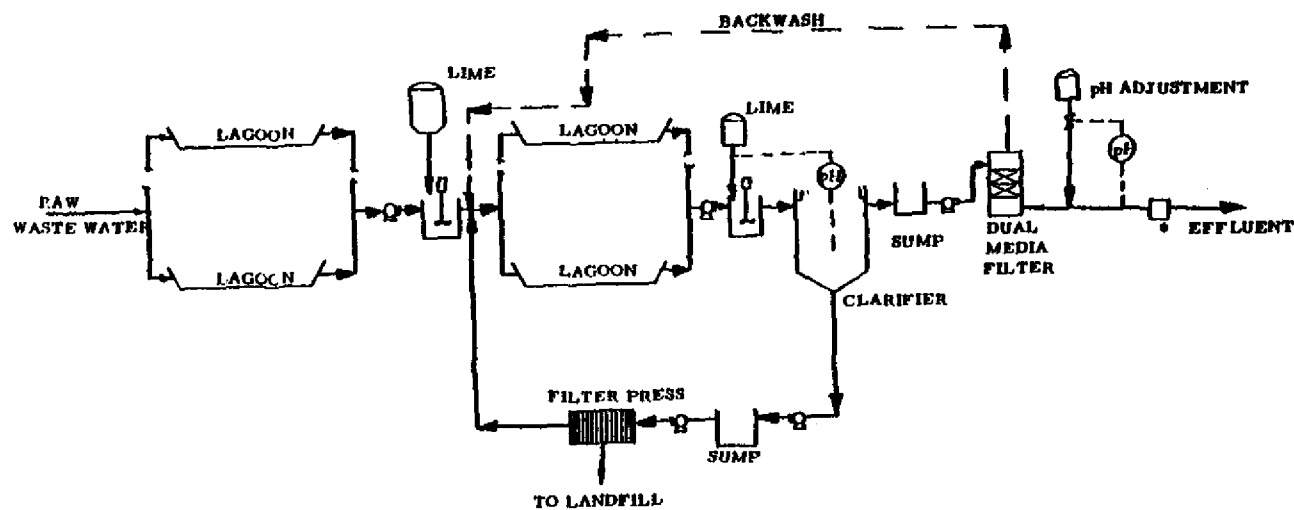 BACKWASH
LIME
pH ADJUSTMENT
LIME
LAGOON
LAGOON
pH
pH
RAW
WASTE WATER
SUMP
DUAL
MEDIA
FILTER
*
EFFLUENT
LAGOON
LAGOON
CLARIFIER
FILTER PRESS
SUMP
TO LANDFILL